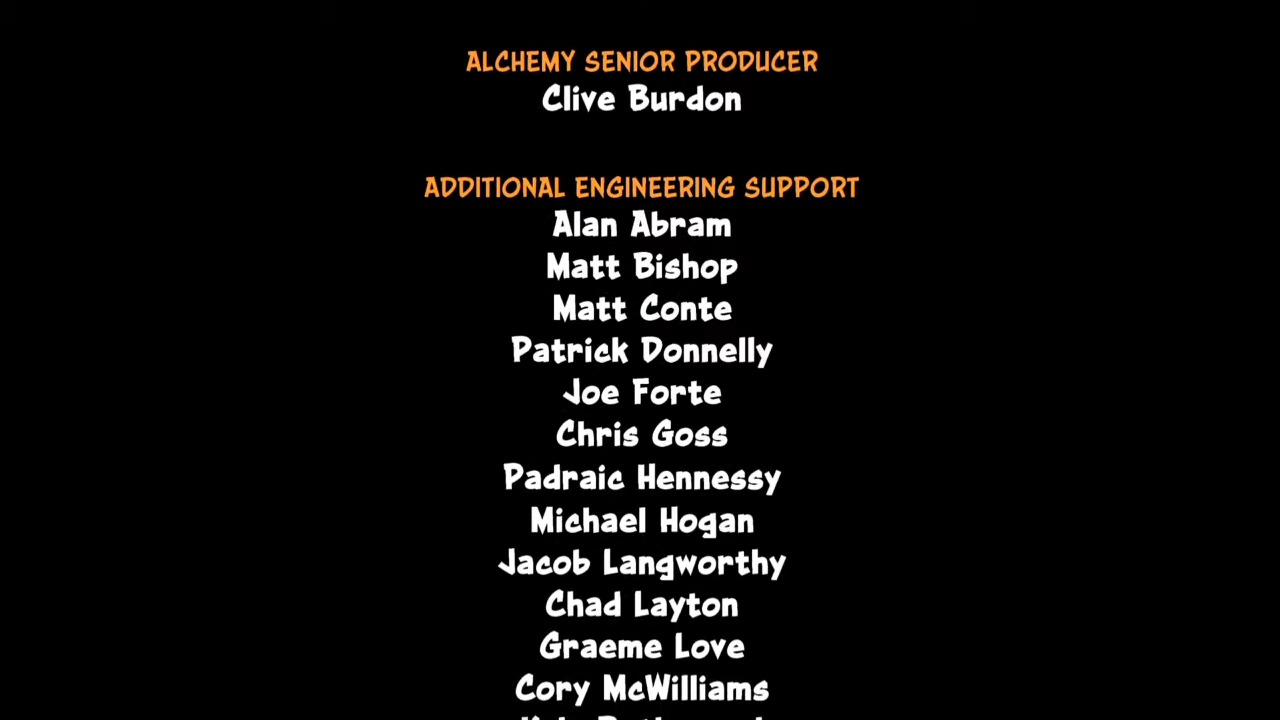 ALCHEMY SENIOR PRODUCER
Clive Burdon
ADDITIONAL ENGINEERING SUPPORT
Alan Abram
Matt Bishop
Matt Conte
Patrick Donnelly
Joe Forte
Chris Goss
Padraic Hennessy
Michael Hogan
Jacob Langworthy
Chad Layton
Graeme Love
Cory McWilliams